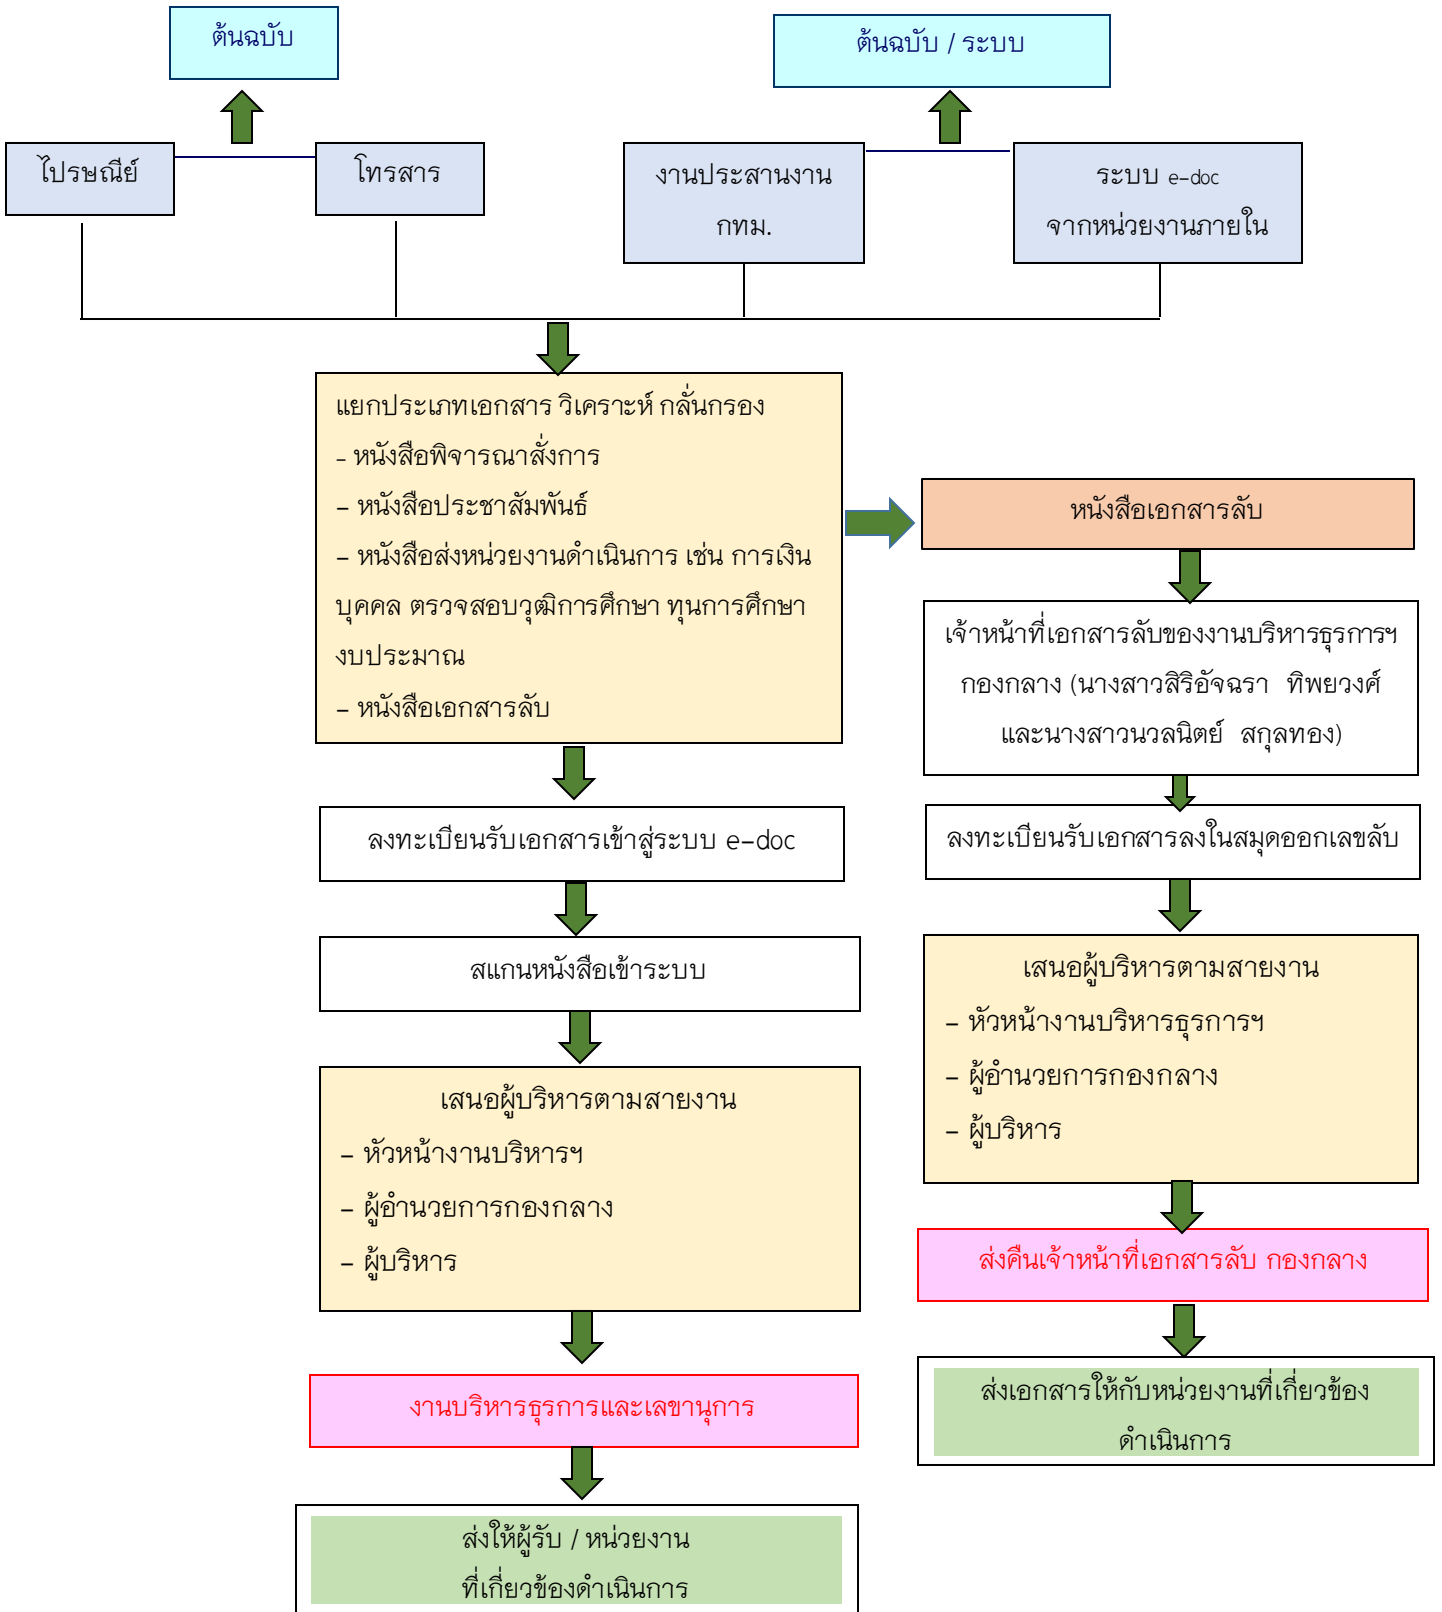 ต้นฉบับ
ต้นฉบับ / ระบบ
ไปรษณีย์
โทรสาร
งานประสานงาน
กทม.
ระบบ e-doc
จากหน่วยงานภายใน
แยกประเภทเอกสาร วิเคราะห์ กลั่นกรอง
- หนังสือพิจารณาสั่งการ
- หนังสือประชาสัมพันธ์
- หนังสือส่งหน่วยงานดำเนินการ เช่น การเงิน
บุคคล ตรวจสอบวุฒิการศึกษา ทุนการศึกษา
งบประมาณ
- หนังสือเอกสารลับ
ลงทะเบียนรับเอกสารเข้าสู่ระบบ e-doc
สแกนหนังสือเข้าระบบ
เสนอผู้บริหารตามสายงาน
- หัวหน้างานบริหารฯ
- ผู้อำนวยการกองกลาง
- ผู้บริหาร
งานบริหารธุรการและเลขานุการ
ส่งให้ผู้รับ / หน่วยงาน
ที่เกี่ยวข้องดำเนินการ
หนังสือเอกสารลับ
เจ้าหน้าที่เอกสารลับของงานบริหารธุรการฯ
กองกลาง (นางสาวสิริอัจฉรา ทิพยวงศ์
และนางสาวนวลนิตย์ สกุลทอง)
ลงทะเบียนรับเอกสารลงในสมุดออกเลขลับ
เสนอผู้บริหารตามสายงาน
- หัวหน้างานบริหารธุรการฯ
- ผู้อำนวยการกองกลาง
- ผู้บริหาร
ส่งคืนเจ้าหน้าที่เอกสารลับ กองกลาง
ส่งเอกสารให้กับหน่วยงานที่เกี่ยวข้อง
ดำเนินการ